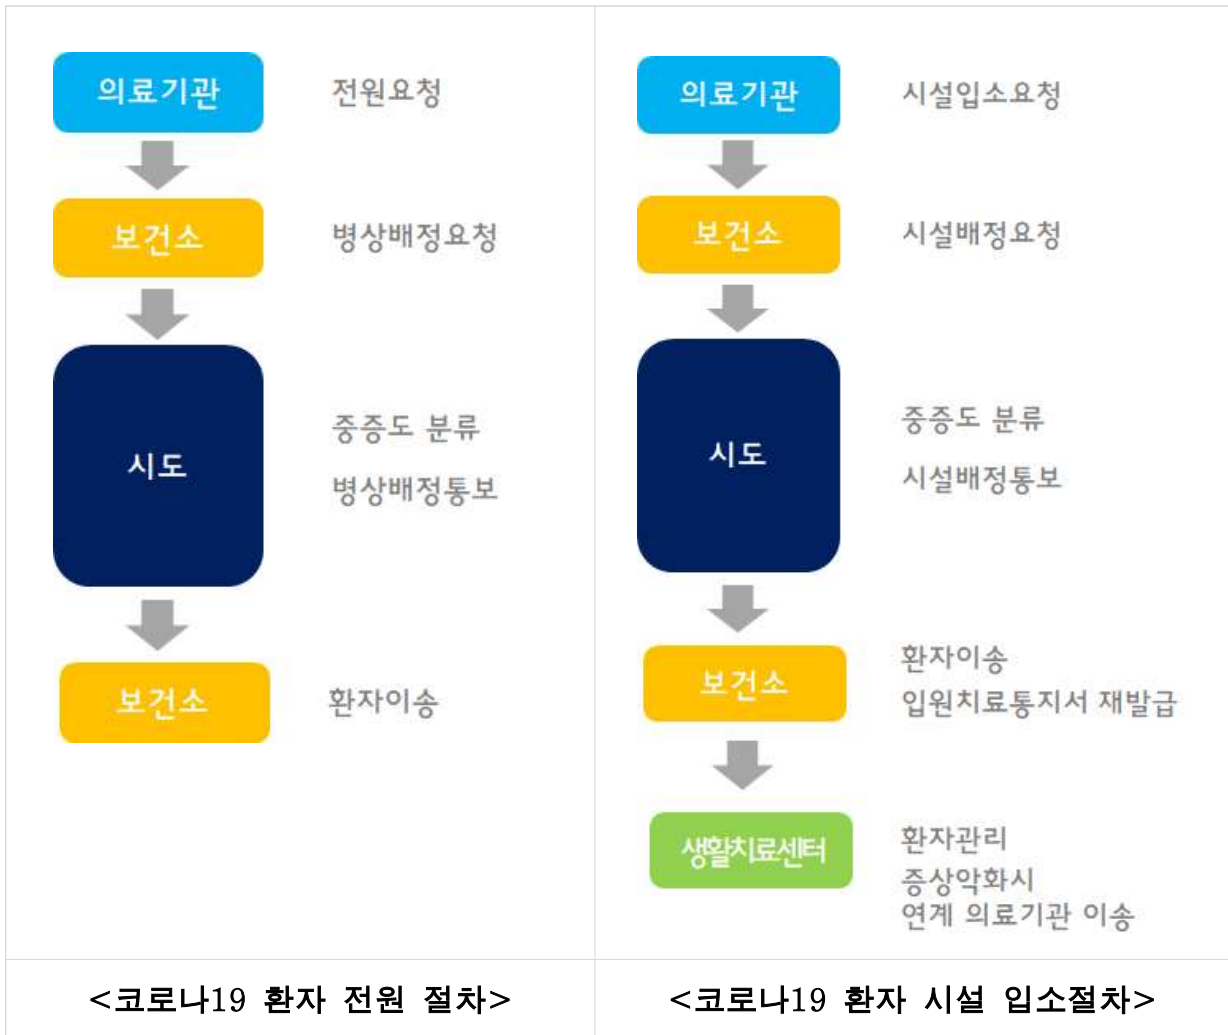 의료기관
전원요청
보건소
병상배정요청
시도
중증도 분류
병상배정통보
보건소
환자이송
<코로나19 환자 전원 절차>
의료기관
시설입소요청
보건소
시설배정요청
시도
중증도 분류
시설배정통보
보건소
환자이송
입원치료통지서 재발급
생활치료센터
환자관리
증상악화시
연계 의료기관 이송
<코로나19 환자 시설 입소절차>